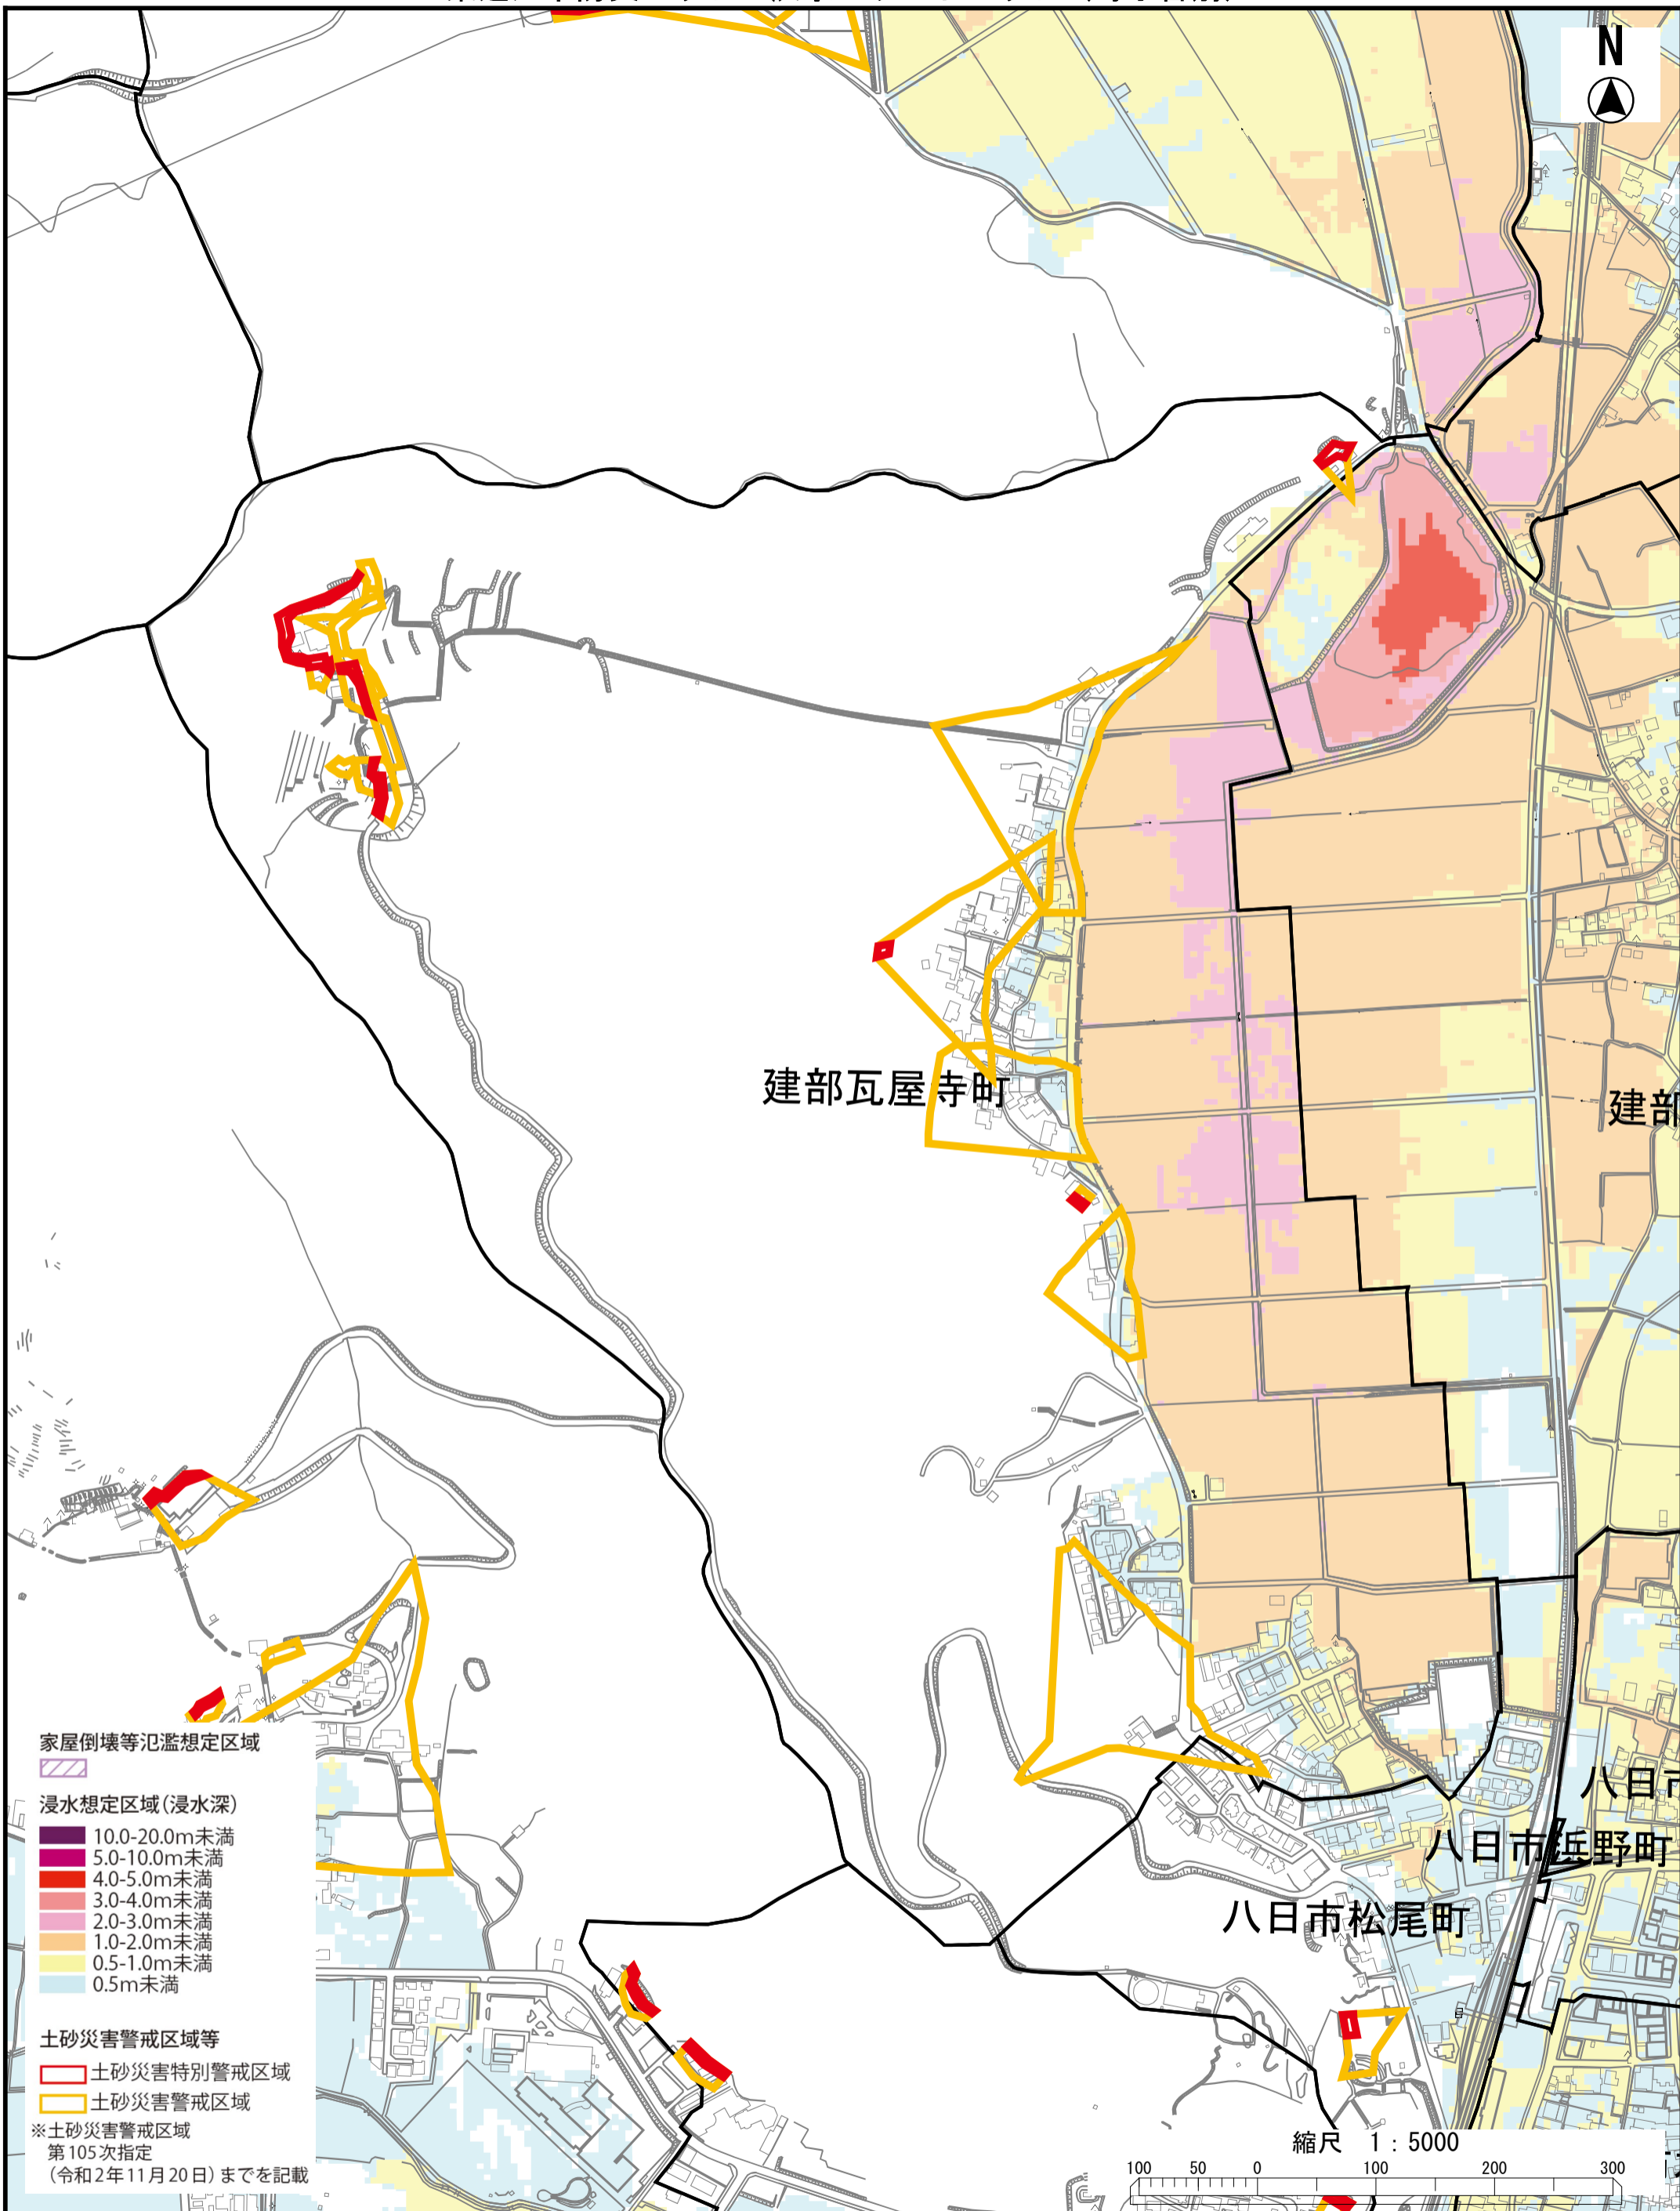 N
建部瓦屋寺町
建部
八日市
八日市浜野町
八日市松尾町
家屋倒壊等氾濫想定区域
浸水想定区域(浸水深)
10.0-20.0m未満
5.0-10.0m未満
4.0-5.0m未満
3.0-4.0m未満
2.0-3.0m未満
1.0-2.0m未満
0.5-1.0m未満
0.5m未満
土砂災害警戒区域等
土砂災害特別警戒区域
土砂災害警戒区域
※土砂災害警戒区域
第105次指定
(令和2年11月20日)までを記載
縮尺 1:5000
100 50 0 100 200 300